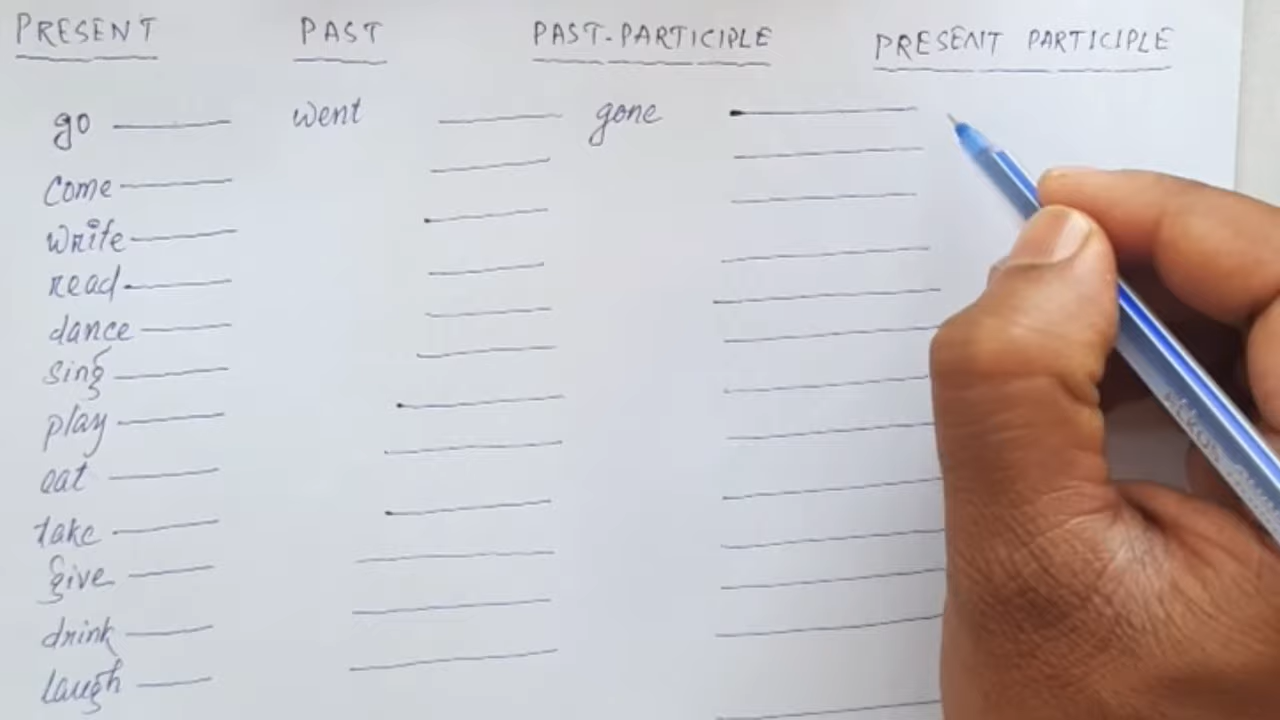 PRESENT PAST PAST-PARTICIPLE PRESENT PARTICIPLE
go went gone
come
write
read
dance
sing
play
eat
take
give
drink
laugh